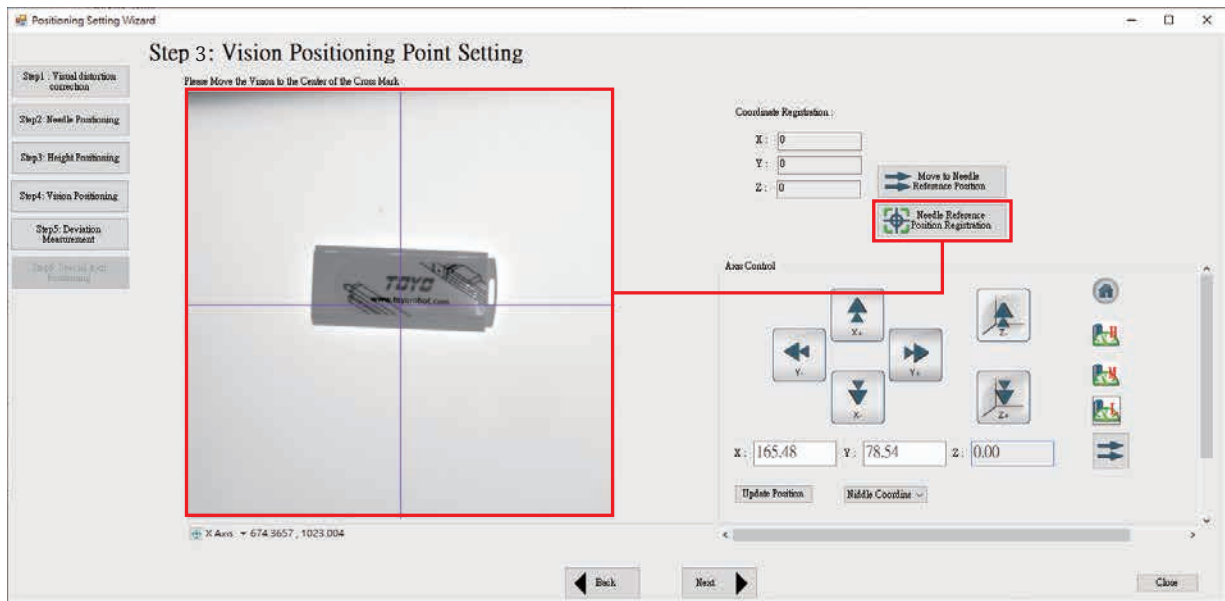 Positioning Setting Wizard
Step 3: Vision Positioning Point Setting
Please Move the Vision to the Center of the Cross Mark
Step1 : Visual distortion
correction
Step2: Needle Positioning
Step3: Height Positioning
Step4: Vision Positioning
Step5: Deviation
Measurement
Positioning
TOYO
www.toyorobot.com
X Axis
674.3657 , 1023.004
Coordinate Registration :
X : 0
Y : 0
Z : 0
Move to Needle
Reference Position
Needle Reference
Position Registration
Axis Control
X+
Y-
Y+
X-
Z-
Z+
X : 165.48
Y : 78.54
Z : 0.00
Update Position
Niddle Coordine
Back
Next
Close